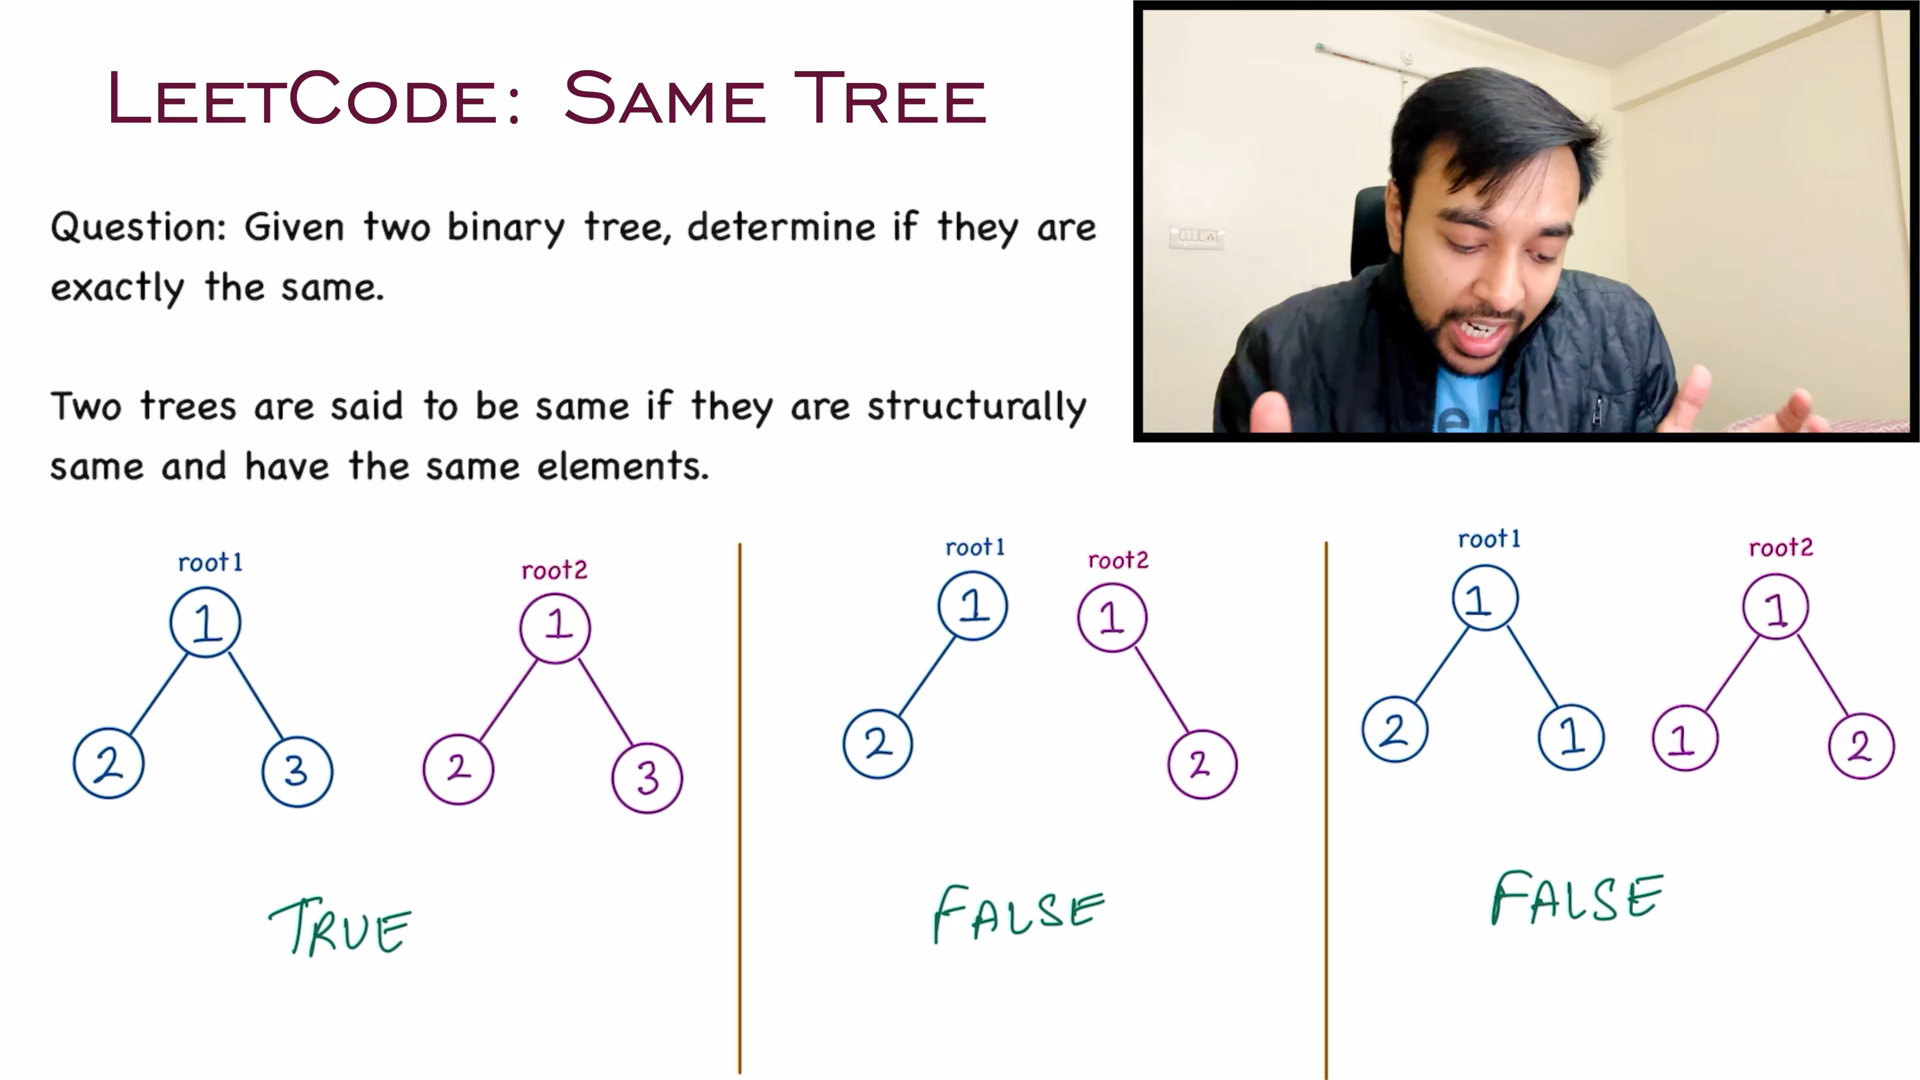 LEETCODE: SAME TREE
Question: Given two binary tree, determine if they are
exactly the same.
Two trees are said to be same if they are structurally
same and have the same elements.
root1
1
2
3
root2
1
2
3
TRUE
root1
1
2
root2
1
2
FALSE
root1
1
2
1
root2
1
1
2
FALSE